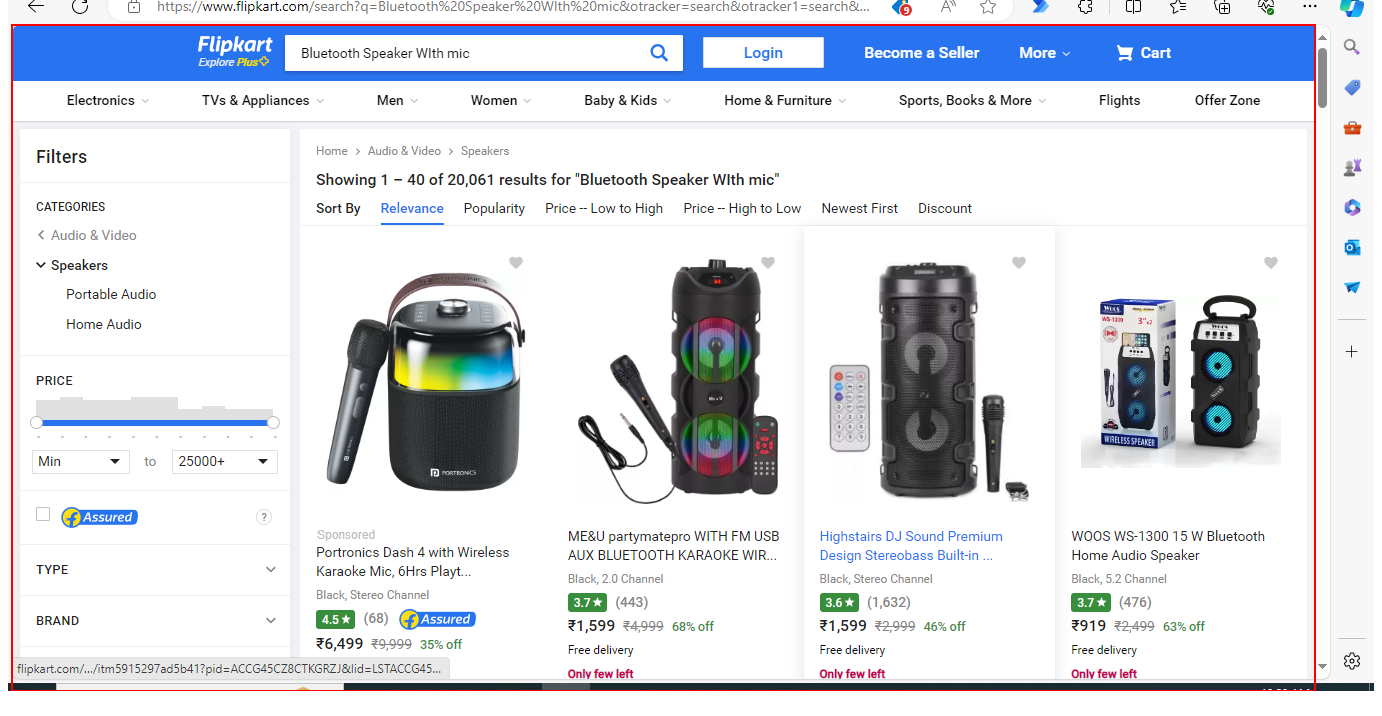 https://www.flipkart.com/search?q=Bluetooth%20Speaker%20WIth%20mic&otracker=search&otracker1=search&...
9
Flipkart
Explore Plus
Bluetooth Speaker WIth mic
Login
Become a Seller
More
Cart
Electronics
TVs & Appliances
Men
Women
Baby & Kids
Home & Furniture
Sports, Books & More
Flights
Offer Zone
Filters
CATEGORIES
Audio & Video
Speakers
Portable Audio
Home Audio
PRICE
Min
to
25000+
Assured
?
TYPE
BRAND
Home
Audio & Video
Speakers
Showing 1 – 40 of 20,061 results for "Bluetooth Speaker WIth mic"
Sort By
Relevance
Popularity
Price -- Low to High
Price -- High to Low
Newest First
Discount
PORTRONICS
Sponsored
Portronics Dash 4 with Wireless
Karaoke Mic, 6Hrs Playt...
Black, Stereo Channel
4.5★ (68) Assured
₹6,499 ₹9,999 35% off
ME&U partymatepro WITH FM USB
AUX BLUETOOTH KARAOKE WIR...
Black, 2.0 Channel
3.7★ (443)
₹1,599 ₹4,999 68% off
Free delivery
Only few left
Highstairs DJ Sound Premium
Design Stereobass Built-in ...
Black, Stereo Channel
3.6★ (1,632)
₹1,599 ₹2,999 46% off
Free delivery
Only few left
WOOS
WS-1309
3"x2
WIRELESS SPEAKER
WOOS
WOOS WS-1300 15 W Bluetooth
Home Audio Speaker
Black, 5.2 Channel
3.7★ (476)
₹919 ₹2,499 63% off
Free delivery
Only few left
flipkart.com/.../itm5915297ad5b41?pid=ACCG45CZ8CTKGRZJ&lid=LSTACCG45...